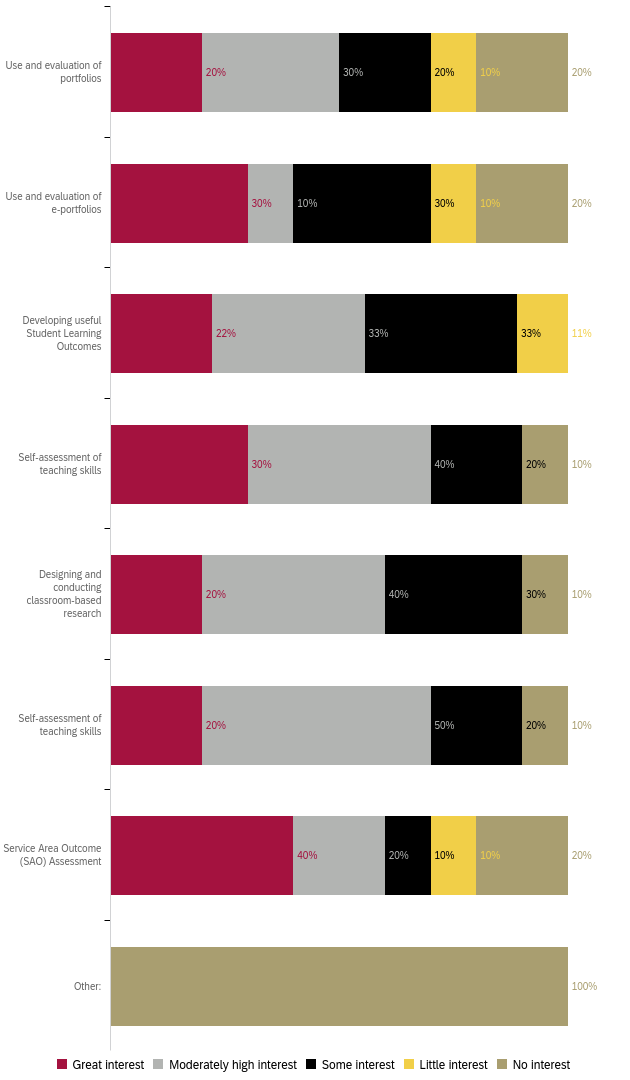 Use and evaluation of
portfolios
20%
30%
20%
10%
20%
Use and evaluation of
e-portfolios
30%
10%
30%
10%
20%
Developing useful
Student Learning
Outcomes
22%
33%
33%
11%
Self-assessment of
teaching skills
30%
40%
20%
10%
Designing and
conducting
classroom-based
research
20%
40%
30%
10%
Self-assessment of
teaching skills
20%
50%
20%
10%
Service Area Outcome
(SAO) Assessment
40%
20%
10%
10%
20%
Other:
100%
Great interest Moderately high interest Some interest Little interest No interest